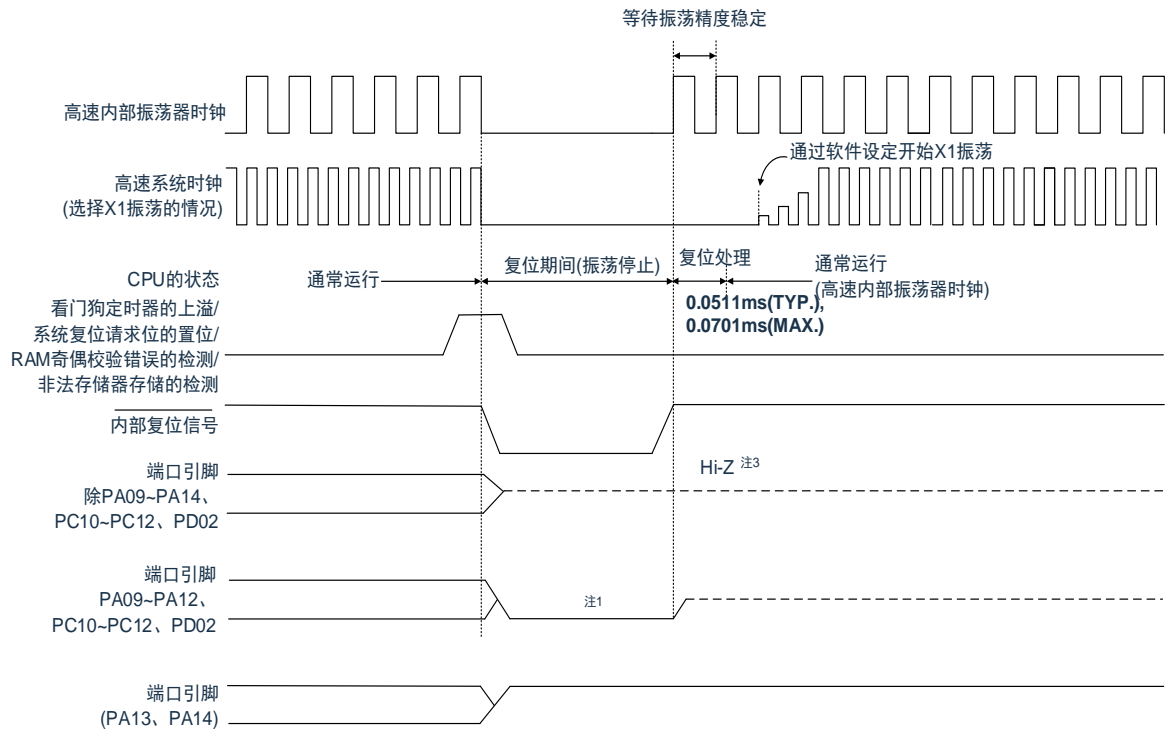 等待振荡精度稳定
高速内部振荡器时钟
通过软件设定开始X1振荡
高速系统时钟
(选择X1振荡的情况)
CPU的状态
通常运行
复位期间(振荡停止)
复位处理
通常运行
(高速内部振荡器时钟)
0.0511ms(TYP.),
0.0701ms(MAX.)
看门狗定时器的上溢/
系统复位请求位的置位/
RAM奇偶校验错误的检测/
非法存储器存储的检测
内部复位信号
端口引脚
除PA09~PA14、
PC10~PC12、PD02
Hi-Z 注3
端口引脚
PA09~PA12、
PC10~PC12、PD02
注1
端口引脚
(PA13、PA14)